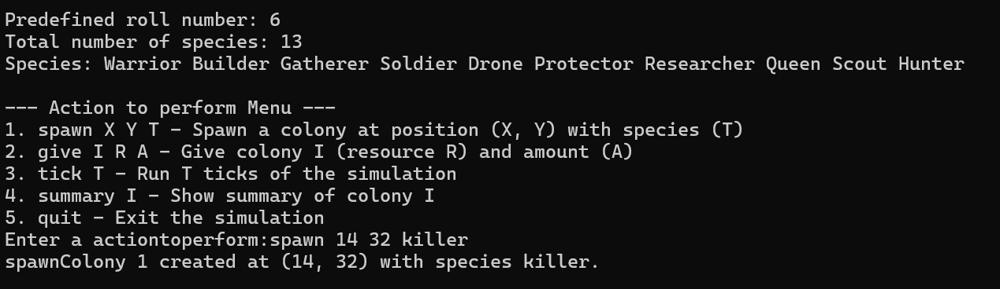 Predefined roll number: 6
Total number of species: 13
Species: Warrior Builder Gatherer Soldier Drone Protector Researcher Queen Scout Hunter
--- Action to perform Menu ---
1. spawn X Y T - Spawn a colony at position (X, Y) with species (T)
2. give I R A - Give colony I (resource R) and amount (A)
3. tick T - Run T ticks of the simulation
4. summary I - Show summary of colony I
5. quit - Exit the simulation
Enter a actiontoperform:spawn 14 32 killer
spawnColony 1 created at (14, 32) with species killer.